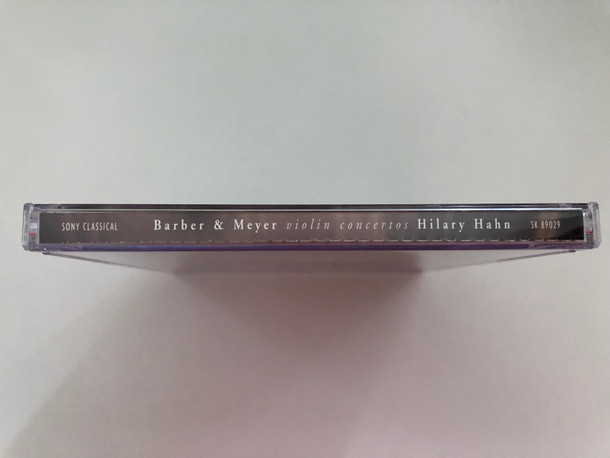 SONY CLASSICAL Barber & Meyer violin concertos Hilary Hahn SK 89029